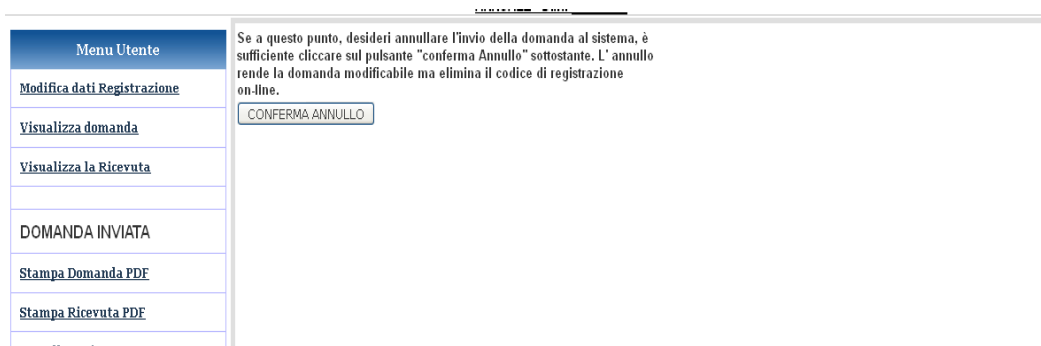 Menu Utente
Modifica dati Registrazione
Visualizza domanda
Visualizza la Ricevuta
DOMANDA INVIATA
Stampa Domanda PDF
Stampa Ricevuta PDF
Se a questo punto, desideri annullare l'invio della domanda al sistema, è
sufficiente cliccare sul pulsante "conferma Annullo" sottostante. L' annullo
rende la domanda modificabile ma elimina il codice di registrazione
on-line.
CONFERMA ANNULLO